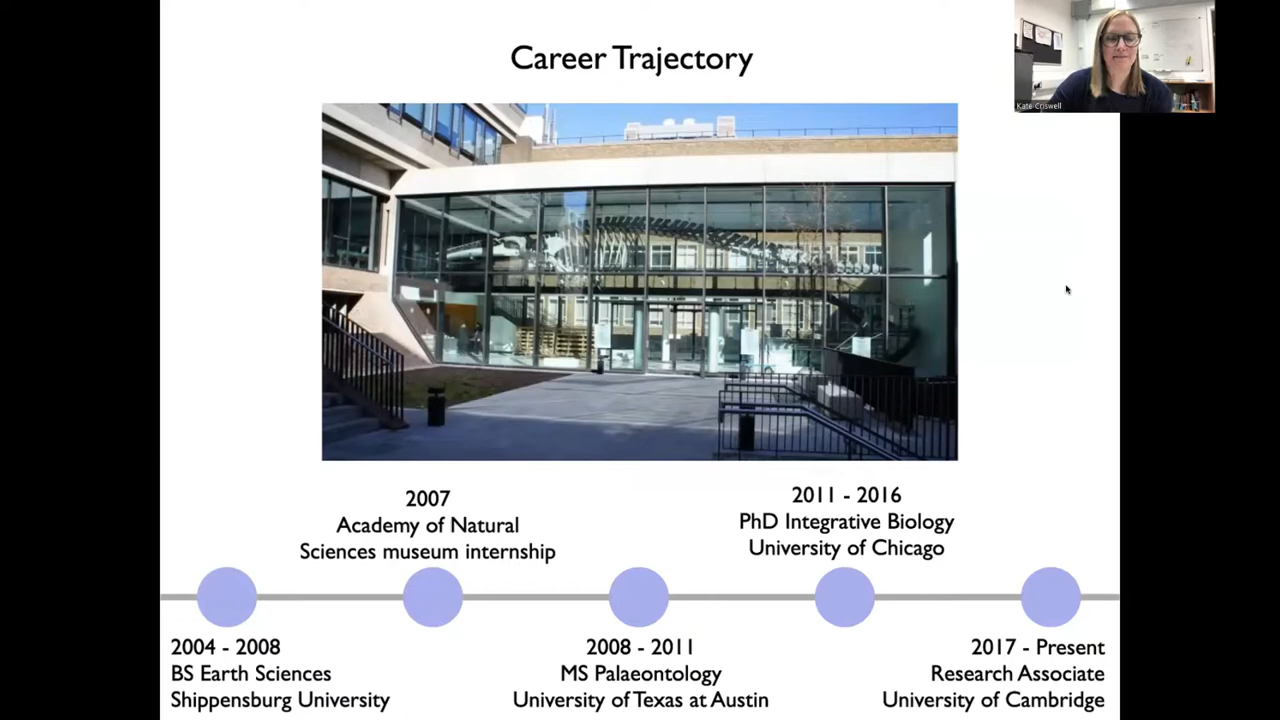 Career Trajectory
Kate Criswell
2007
Academy of Natural
Sciences museum internship
2011 - 2016
PhD Integrative Biology
University of Chicago
2004 - 2008
BS Earth Sciences
Shippensburg University
2008 - 2011
MS Palaeontology
University of Texas at Austin
2017 - Present
Research Associate
University of Cambridge